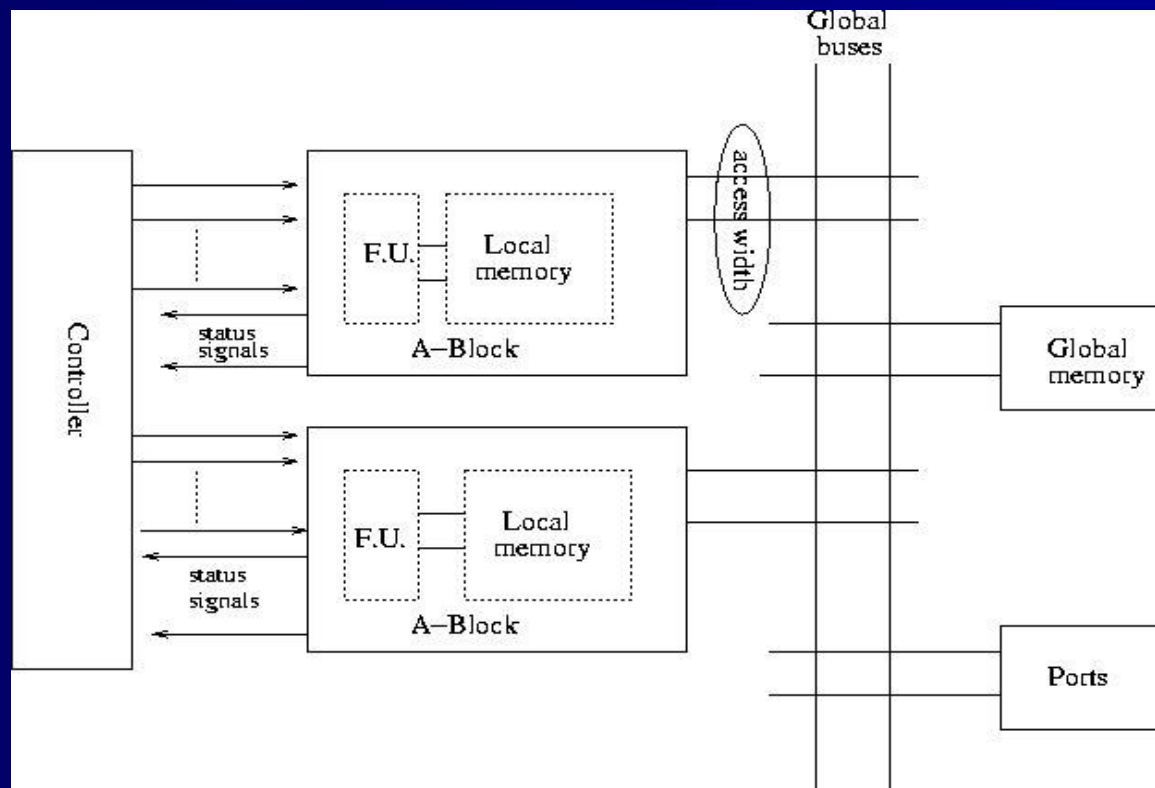 Global
buses
access width
Controller
F.U.
Local
memory
A-Block
status
signals
Global
memory
F.U.
Local
memory
A-Block
status
signals
Ports